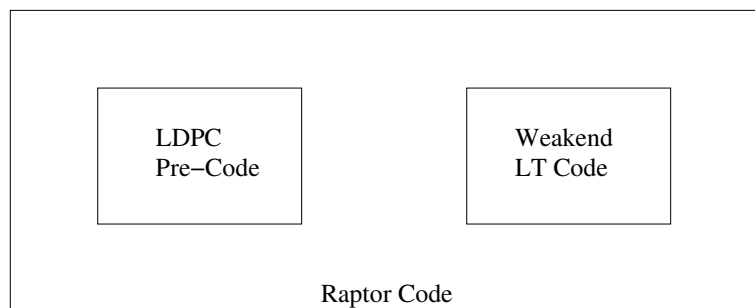 LDPC
Pre−Code
Weakend
LT Code
Raptor Code